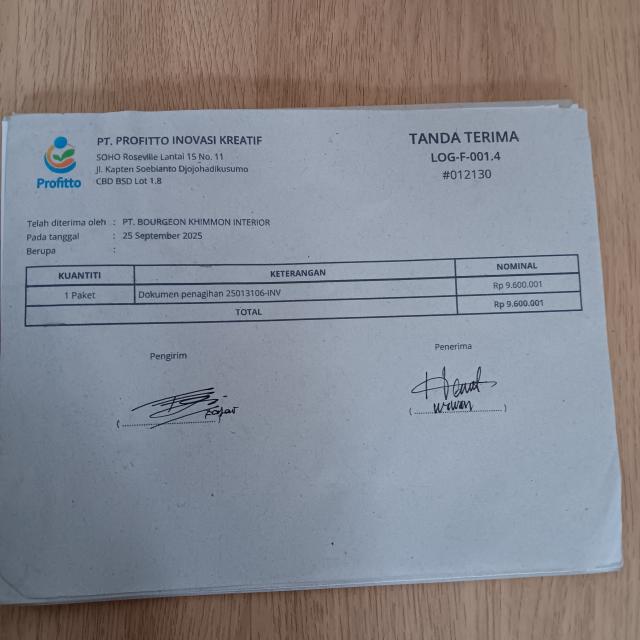 PT. PROFITTO INOVASI KREATIF
SOHO Roseville Lantai 15 No. 11
Jl. Kapten Soebianto Djojohadikusumo
CBD BSD Lot 1.8
Profitto
TANDA TERIMA
LOG-F-001.4
#012130
Telah diterima oleh : PT. BOURGEON KHIMMON INTERIOR
Pada tanggal : 25 September 2025
Berupa :
KUANTITI KETERANGAN NOMINAL
1 Paket Dokumen penagihan 25013106-INV Rp 9.600.001
TOTAL Rp 9.600.001
Pengirim Penerima
(....................) (....................)